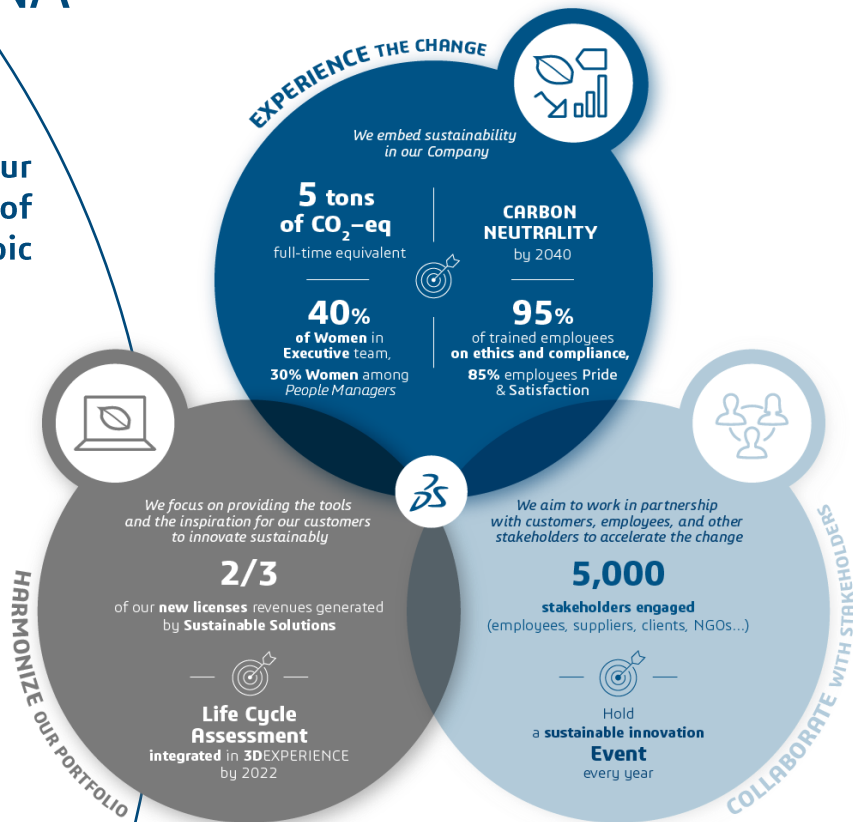 NA
ur
of
pic
EXPERIENCE THE CHANGE
We embed sustainability
in our Company
5 tons
of CO2-eq
full-time equivalent
CARBON
NEUTRALITY
by 2040
40%
of Women in
Executive team,
30% Women among
People Managers
95%
of trained employees
on ethics and compliance,
85% employees Pride
& Satisfaction
3DS
HARMONIZE OUR PORTFOLIO
We focus on providing the tools
and the inspiration for our customers
to innovate sustainably
2/3
of our new licenses revenues generated
by Sustainable Solutions
Life Cycle
Assessment
integrated in 3DEXPERIENCE
by 2022
COLLABORATE WITH STAKEHOLDERS
We aim to work in partnership
with customers, employees, and other
stakeholders to accelerate the change
5,000
stakeholders engaged
(employees, suppliers, clients, NGOs...)
Hold
a sustainable innovation
Event
every year